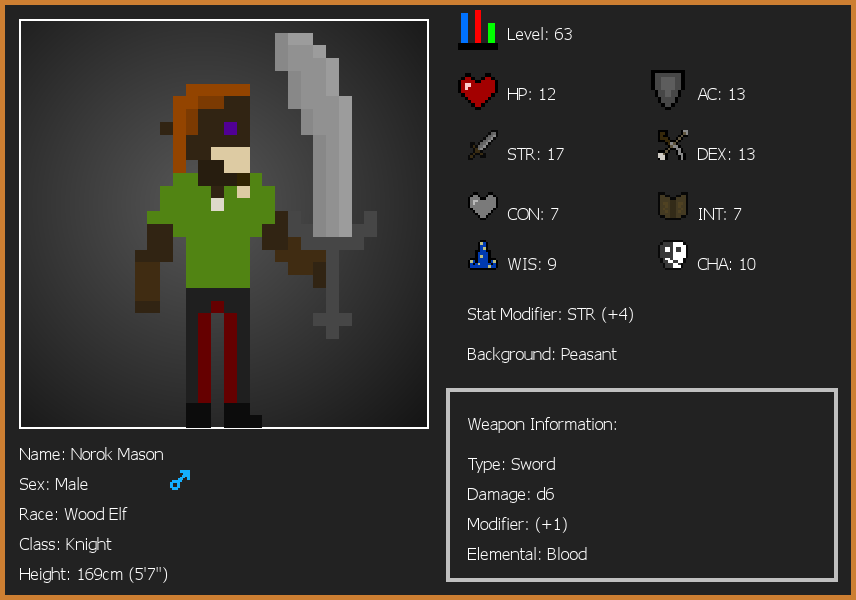 Level: 63
HP: 12
AC: 13
STR: 17
DEX: 13
CON: 7
INT: 7
WIS: 9
CHA: 10
Stat Modifier: STR (+4)
Background: Peasant
Weapon Information:
Type: Sword
Damage: d6
Modifier: (+1)
Elemental: Blood
Name: Norok Mason
Sex: Male
Race: Wood Elf
Class: Knight
Height: 169cm (5'7")